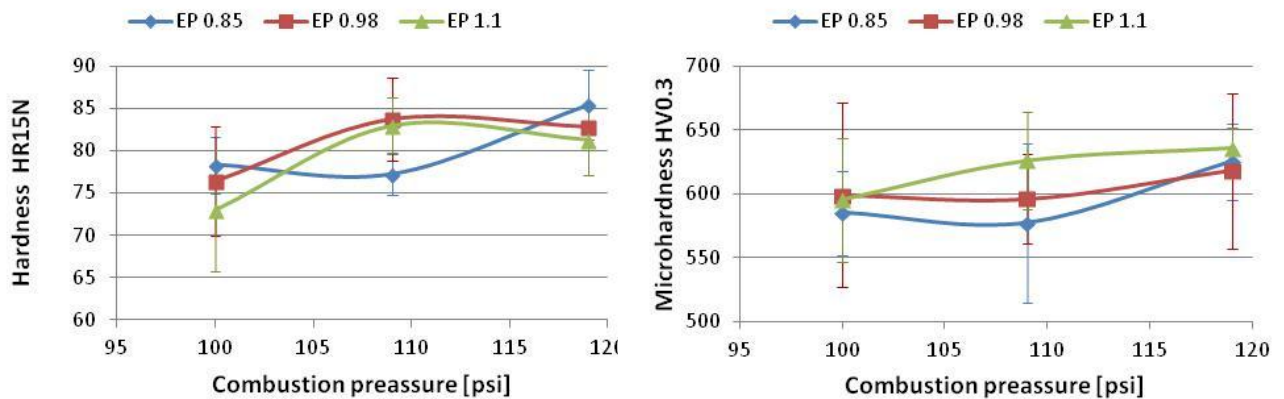 EP 0.85 EP 0.98 EP 1.1
Hardness HR15N
90
85
80
75
70
65
60
95 100 105 110 115 120
Combustion preassure [psi]
EP 0.85 EP 0.98 EP 1.1
Microhardness HV0.3
700
650
600
550
500
95 100 105 110 115 120
Combustion preassure [psi]